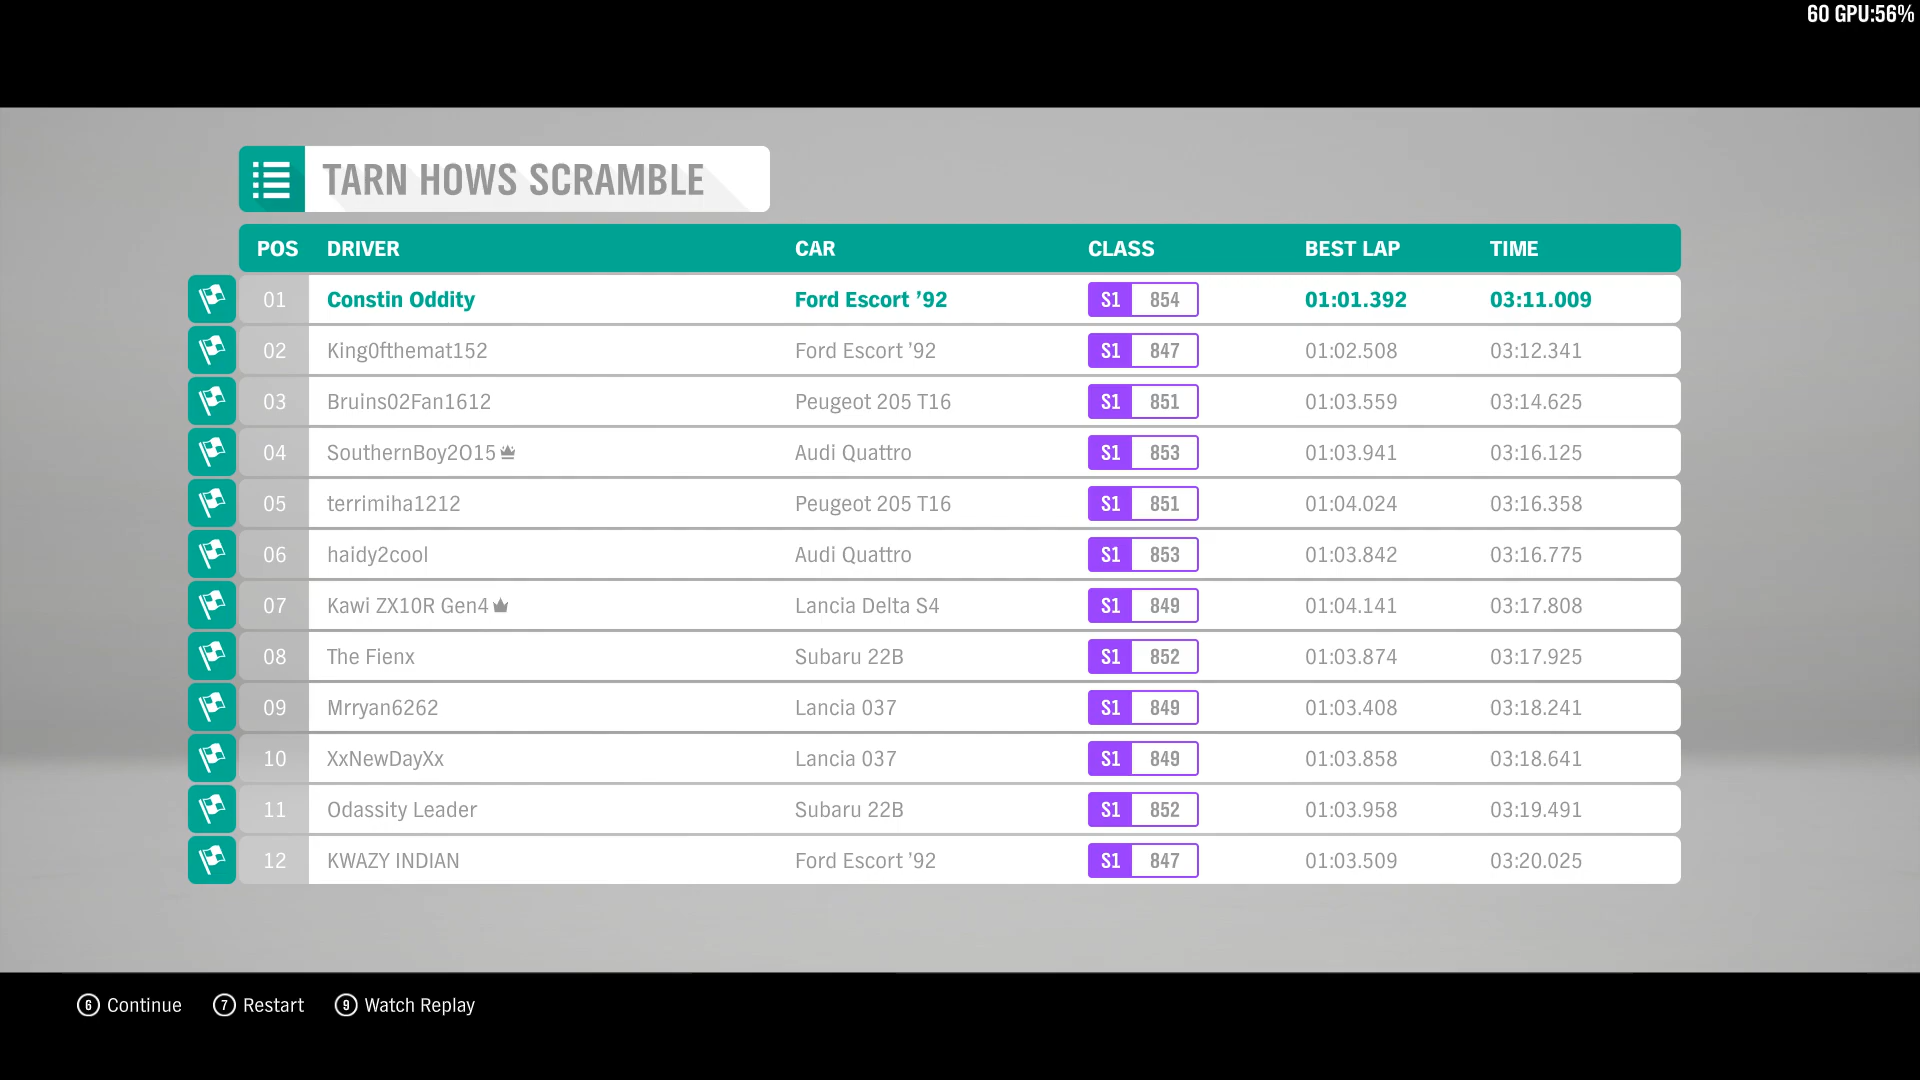 60 GPU:56%
TARN HOWS SCRAMBLE
POS DRIVER CAR CLASS BEST LAP TIME
01 Constin Oddity Ford Escort ’92 S1 854 01:01.392 03:11.009
02 King0fthemat152 Ford Escort ’92 S1 847 01:02.508 03:12.341
03 Bruins02Fan1612 Peugeot 205 T16 S1 851 01:03.559 03:14.625
04 SouthernBoy2O15 Audi Quattro S1 853 01:03.941 03:16.125
05 terrimiha1212 Peugeot 205 T16 S1 851 01:04.024 03:16.358
06 haidy2cool Audi Quattro S1 853 01:03.842 03:16.775
07 Kawi ZX10R Gen4 Lancia Delta S4 S1 849 01:04.141 03:17.808
08 The Fienx Subaru 22B S1 852 01:03.874 03:17.925
09 Mrryan6262 Lancia 037 S1 849 01:03.408 03:18.241
10 XxNewDayXx Lancia 037 S1 849 01:03.858 03:18.641
11 Odassity Leader Subaru 22B S1 852 01:03.958 03:19.491
12 KWAZY INDIAN Ford Escort ’92 S1 847 01:03.509 03:20.025
6 Continue 7 Restart 9 Watch Replay